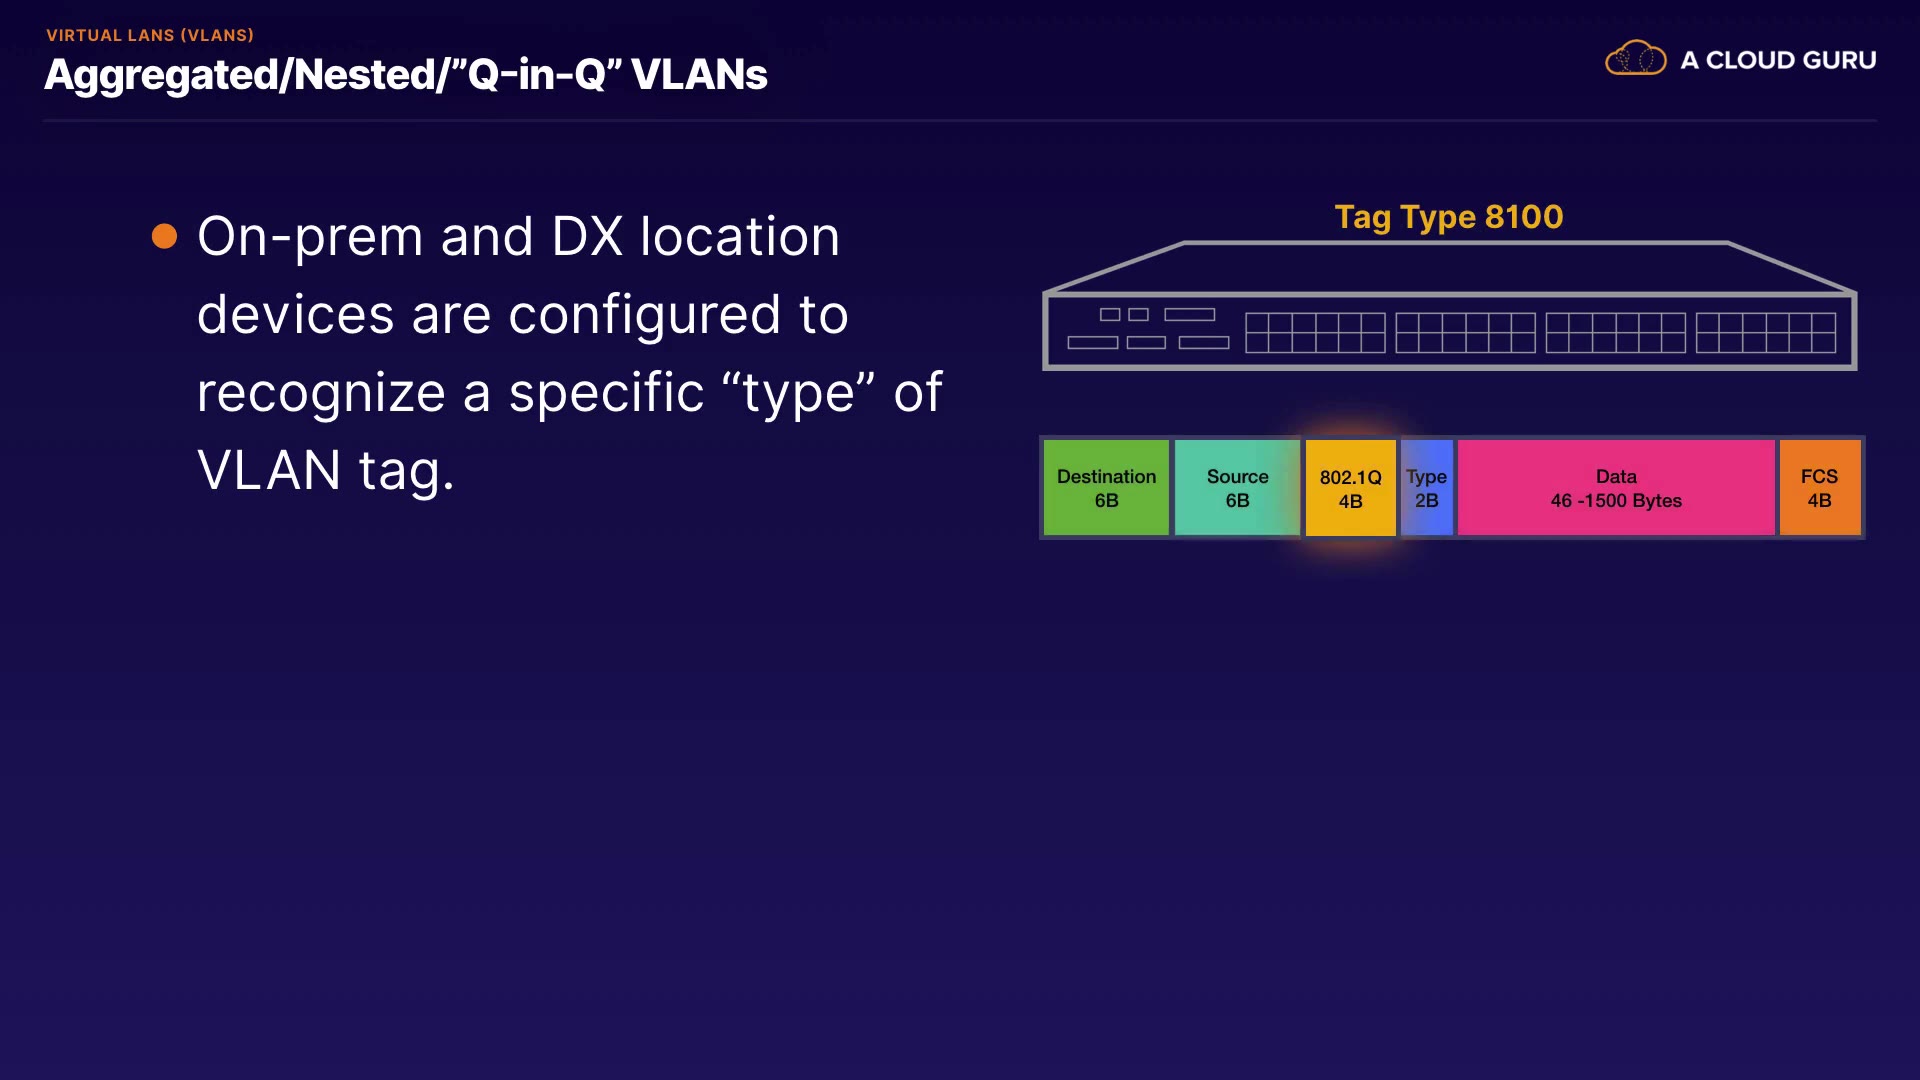 VIRTUAL LANS (VLANS)
Aggregated/Nested/”Q-in-Q” VLANs
A CLOUD GURU
On-prem and DX location
devices are configured to
recognize a specific “type” of
VLAN tag.
Tag Type 8100
Destination
6B
Source
6B
802.1Q
4B
Type
2B
Data
46 -1500 Bytes
FCS
4B